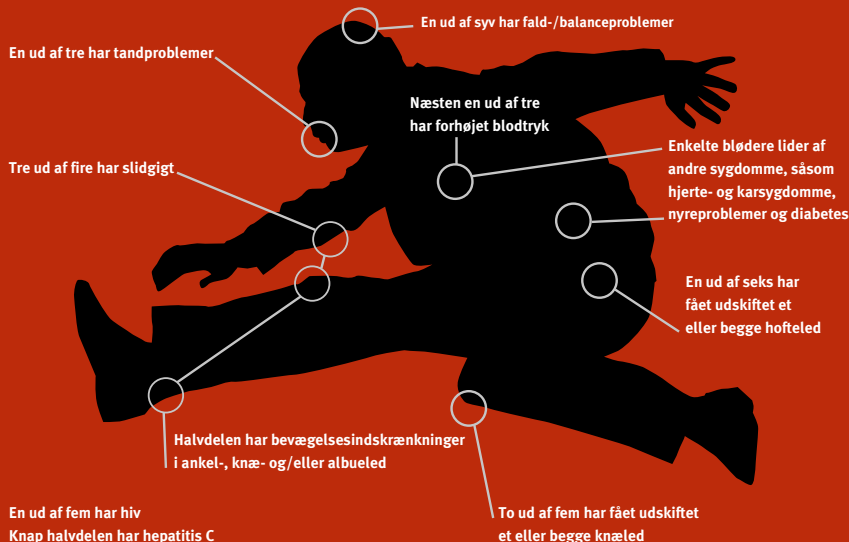 En ud af syv har fald-/balanceproblemer
En ud af tre har tandproblemer
Næsten en ud af tre
har forhøjet blodtryk
Enkelte blødere lider af
andre sygdomme, såsom
hjerte- og karsygdomme,
nyreproblemer og diabetes
Tre ud af fire har slidgigt
En ud af seks har
fået udskiftet et
eller begge hofteled
Halvdelen har bevægelsesindskrænkninger
i ankel-, knæ- og/eller albueled
En ud af fem har hiv
Knap halvdelen har hepatitis C
To ud af fem har fået udskiftet
et eller begge knæled